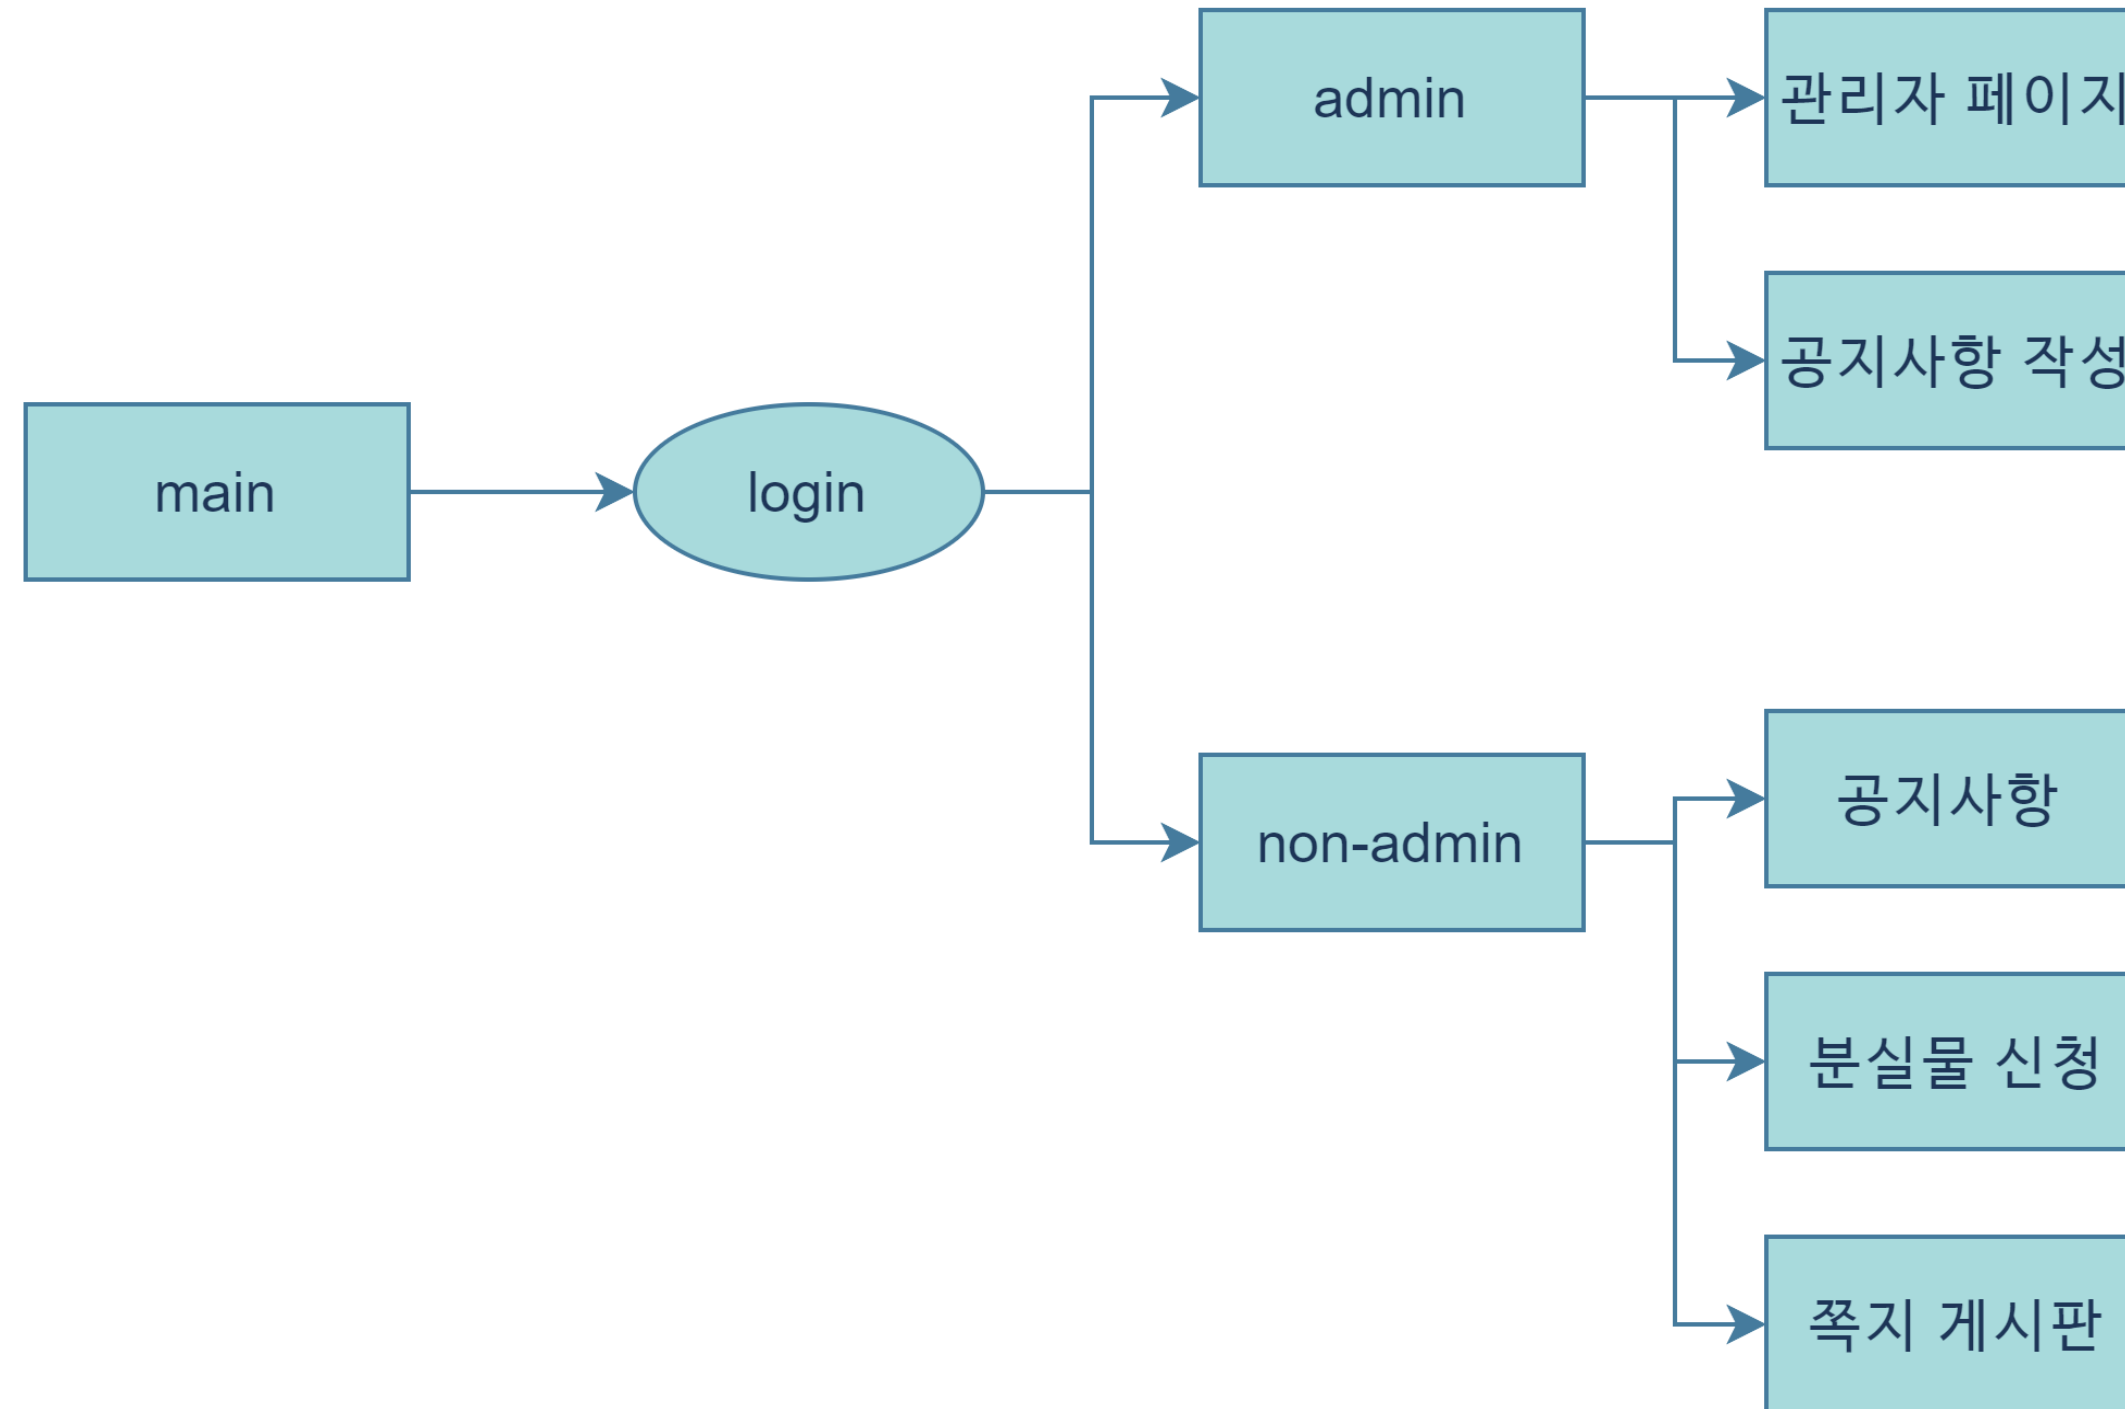 main
login
admin
관리자 페이지
공지사항 작성
non-admin
공지사항
분실물 신청
쪽지 게시판